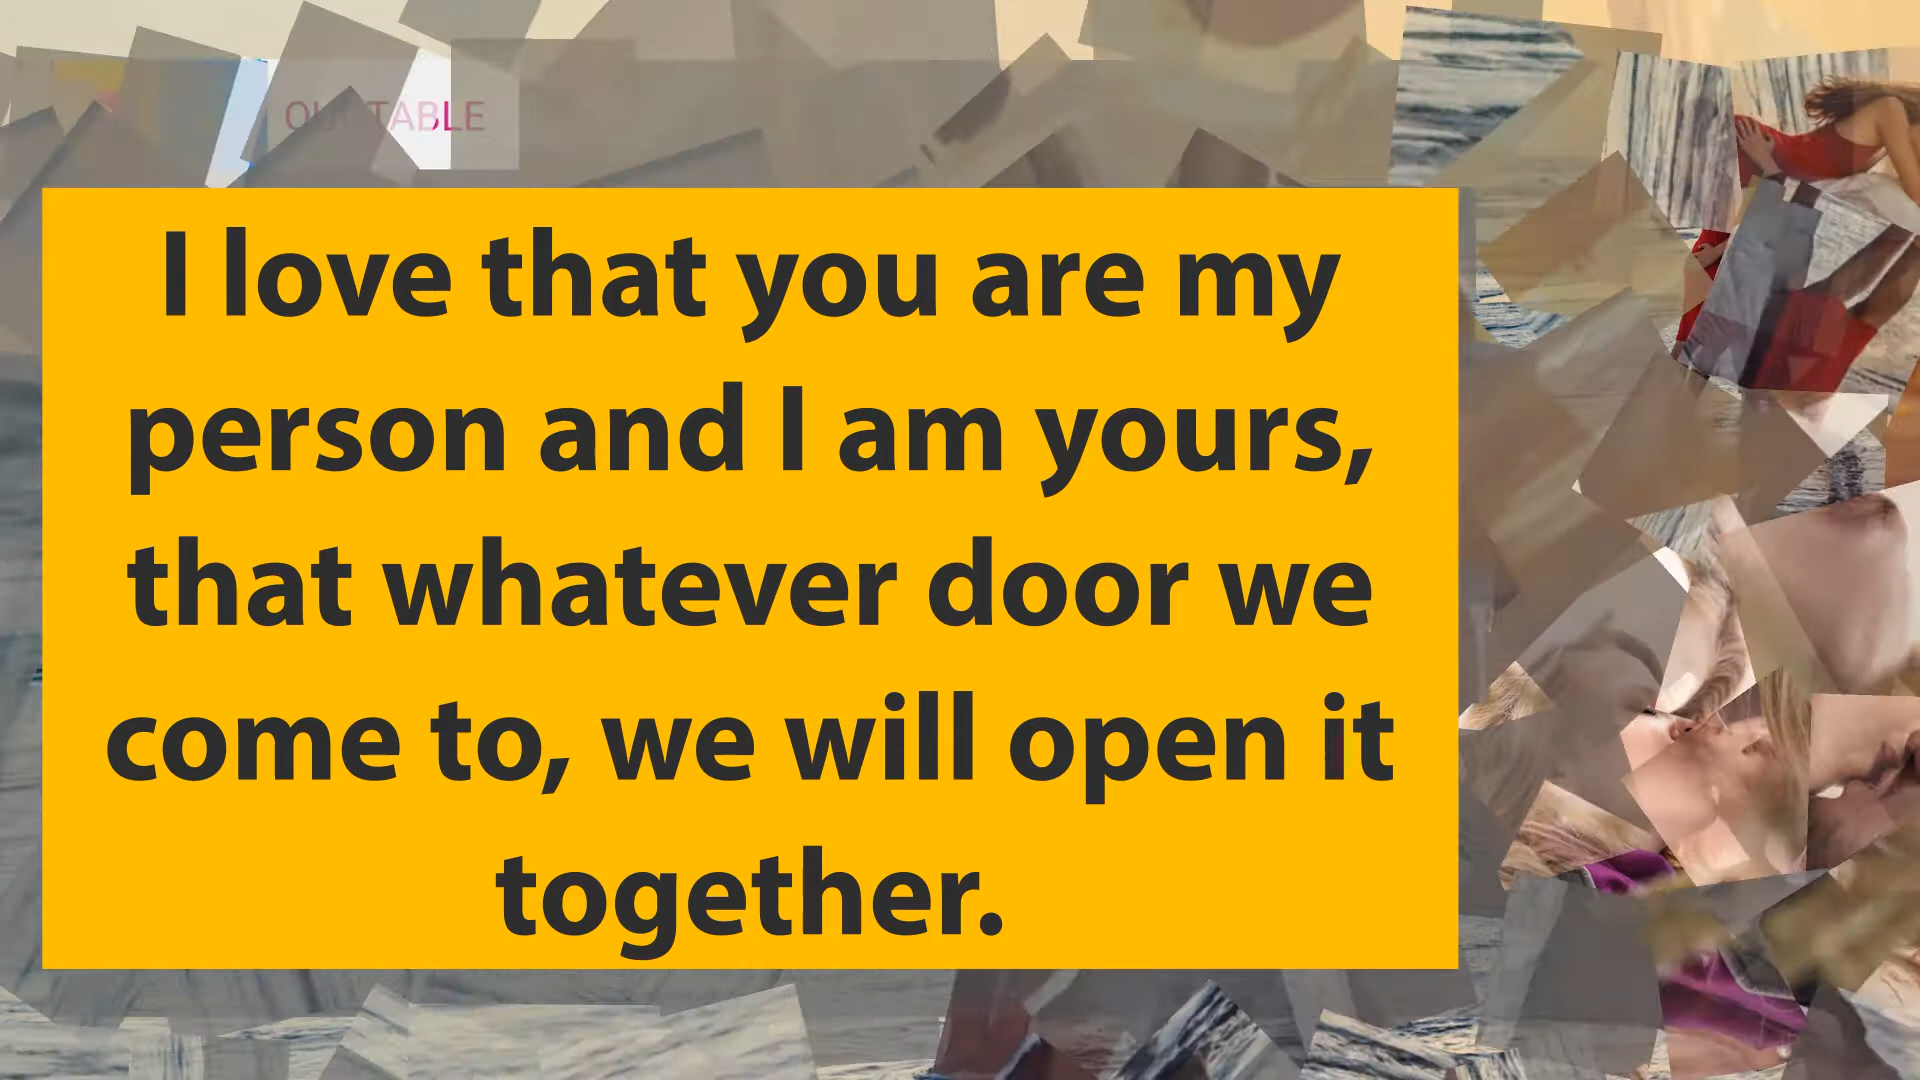 I love that you are my
person and I am yours,
that whatever door we
come to, we will open it
together.